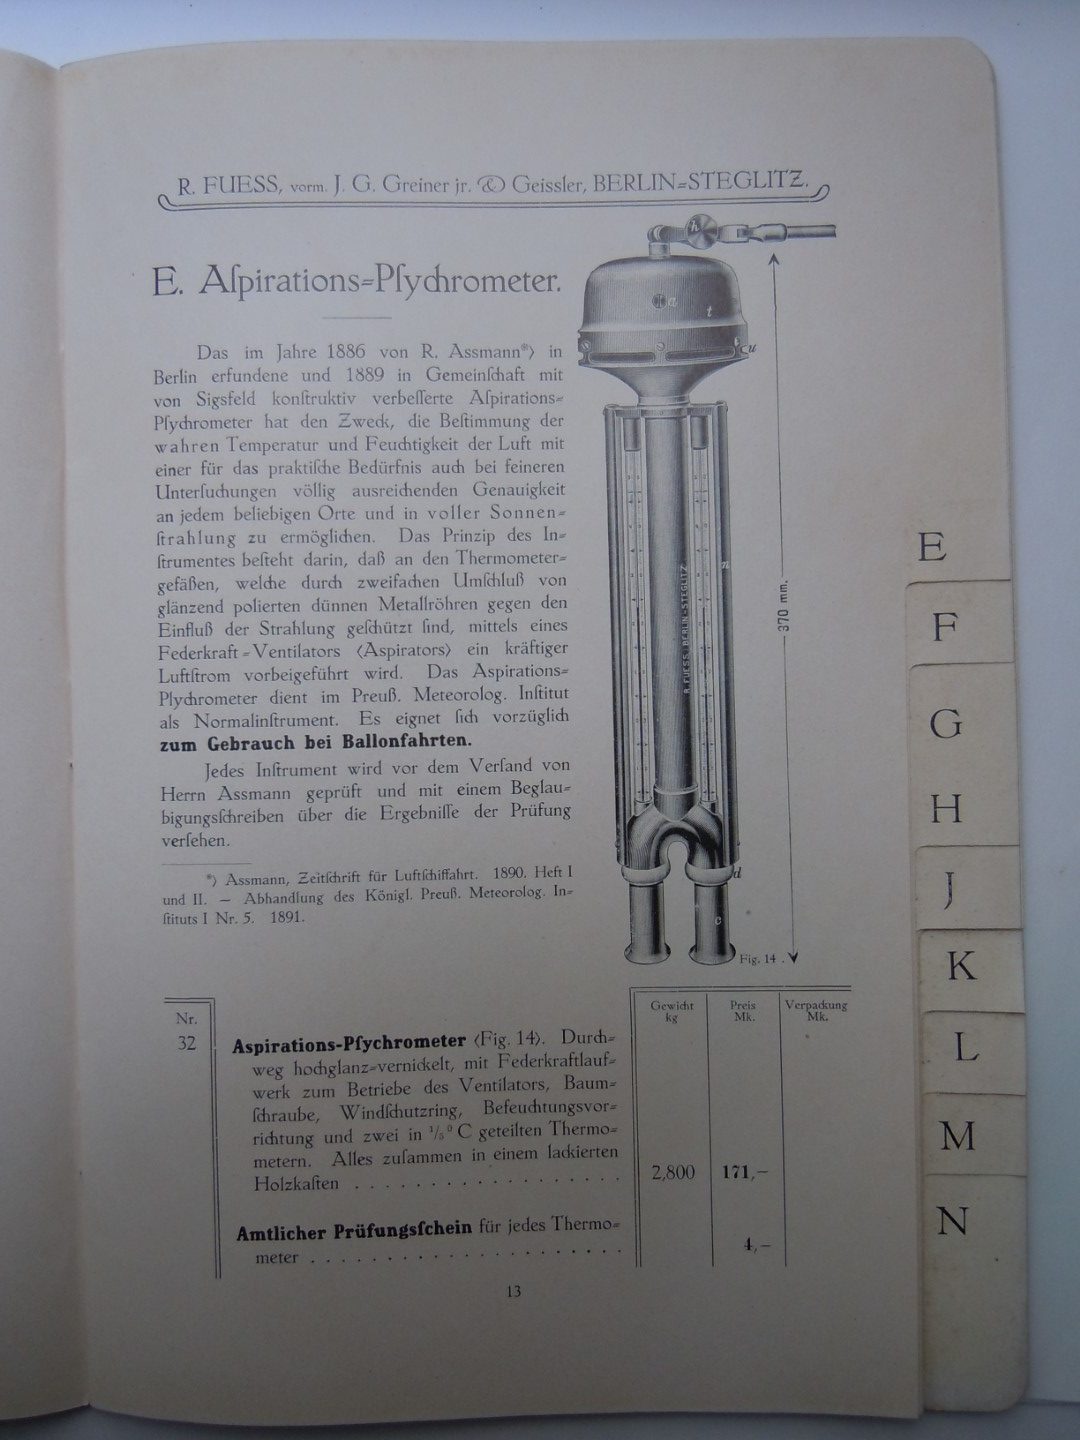 R. FUESS, vorm. J. G. Greiner jr. & Geissler, BERLIN=STEGLITZ.
E. Aſpirations=Pſychrometer.
Das im Jahre 1886 von R. Assmann*) in
Berlin erfundene und 1889 in Gemeinſchaft mit
von Sigsfeld konſtruktiv verbeſſerte Aſpirations=
Pſychrometer hat den Zweck, die Beſtimmung der
wahren Temperatur und Feuchtigkeit der Luft mit
einer für das praktiſche Bedürfnis auch bei feineren
Unterſuchungen völlig ausreichenden Genauigkeit
an jedem beliebigen Orte und in voller Sonnen=
ſtrahlung zu ermöglichen. Das Prinzip des In=
ſtrumentes beſteht darin, daß an den Thermometer=
gefäßen, welche durch zweifachen Umſchluß von
glänzend polierten dünnen Metallröhren gegen den
Einfluß der Strahlung geſchützt ſind, mittels eines
Federkraft=Ventilators (Aspirators) ein kräftiger
Luftſtrom vorbeigeführt wird. Das Aspirations=
Plychrometer dient im Preuß. Meteorolog. Inſtitut
als Normalinſtrument. Es eignet ſich vorzüglich
zum Gebrauch bei Ballonfahrten.
Jedes Inſtrument wird vor dem Verſand von
Herrn Assmann geprüft und mit einem Beglau=
bigungsſchreiben über die Ergebniſſe der Prüfung
verſehen.
*) Assmann, Zeitſchrift für Luftſchiffahrt. 1890. Heft I
und II. — Abhandlung des Königl. Preuß. Meteorolog. In=
ſtituts I Nr. 5. 1891.
h
a
t
u
n
R. FUESS BERLIN-STEGLITZ
370 mm.
d
c
Fig. 14.
Nr.
Gewicht
kg
Preis
Mk.
Verpackung
Mk.
32
Aspirations-Pſychrometer (Fig. 14). Durch=
weg hochglanz=vernickelt, mit Federkraftlauf=
werk zum Betriebe des Ventilators, Baum=
ſchraube, Windſchutzring, Befeuchtungsvor=
richtung und zwei in 1/5° C geteilten Thermo=
metern. Alles zuſammen in einem lackierten
Holzkaſten . . . . . . . . . . . . . . . . . 2,800 171,–
Amtlicher Prüfungsſchein für jedes Thermo=
meter . . . . . . . . . . . . . . . . . . . 4,–
13
E
F
G
H
J
K
L
M
N